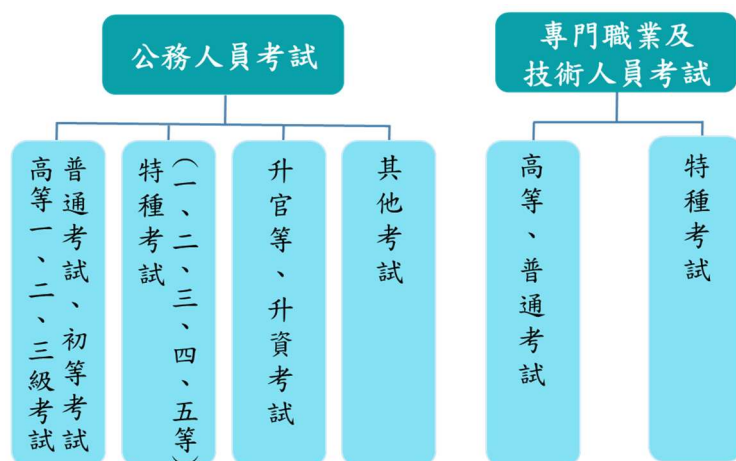 公務人員考試
專門職業及
技術人員考試
高等一、二、三級考試
普通考試、初等考試
特種考試
（一、二、三、四、五等）
升官等、升資考試
其他考試
高等、普通考試
特種考試